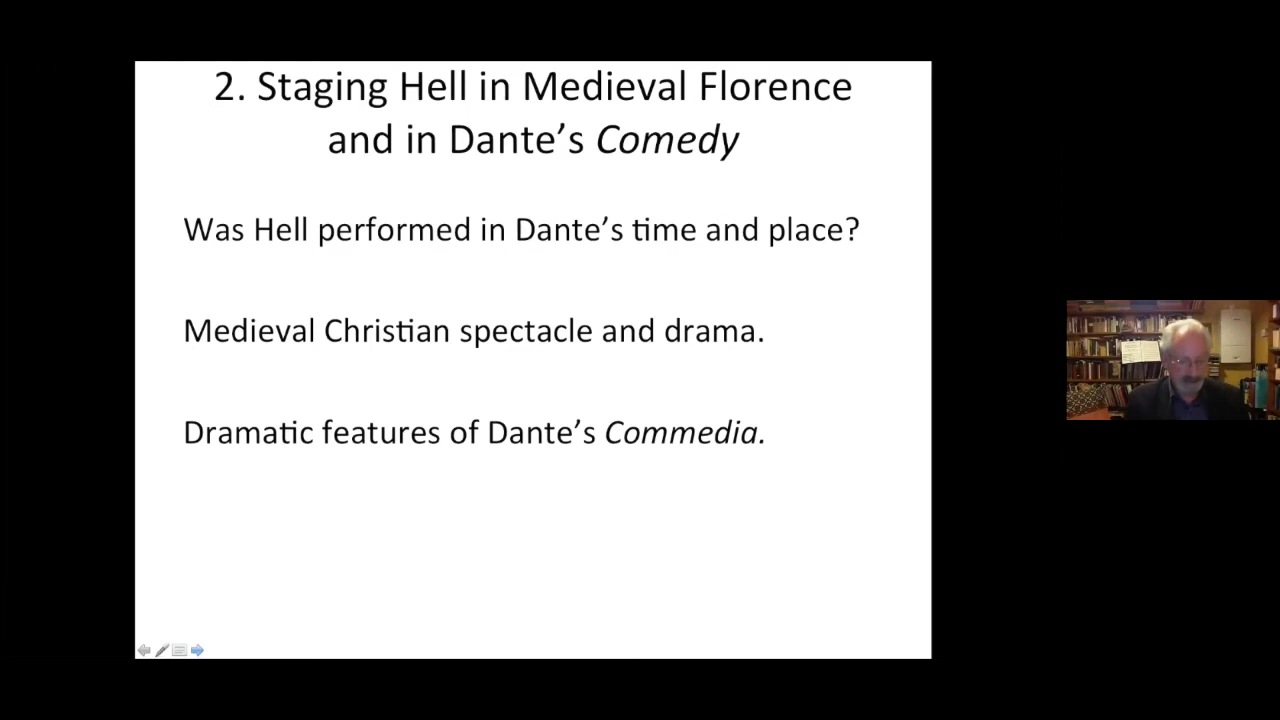 2. Staging Hell in Medieval Florence
and in Dante’s Comedy
Was Hell performed in Dante’s time and place?
Medieval Christian spectacle and drama.
Dramatic features of Dante’s Commedia.